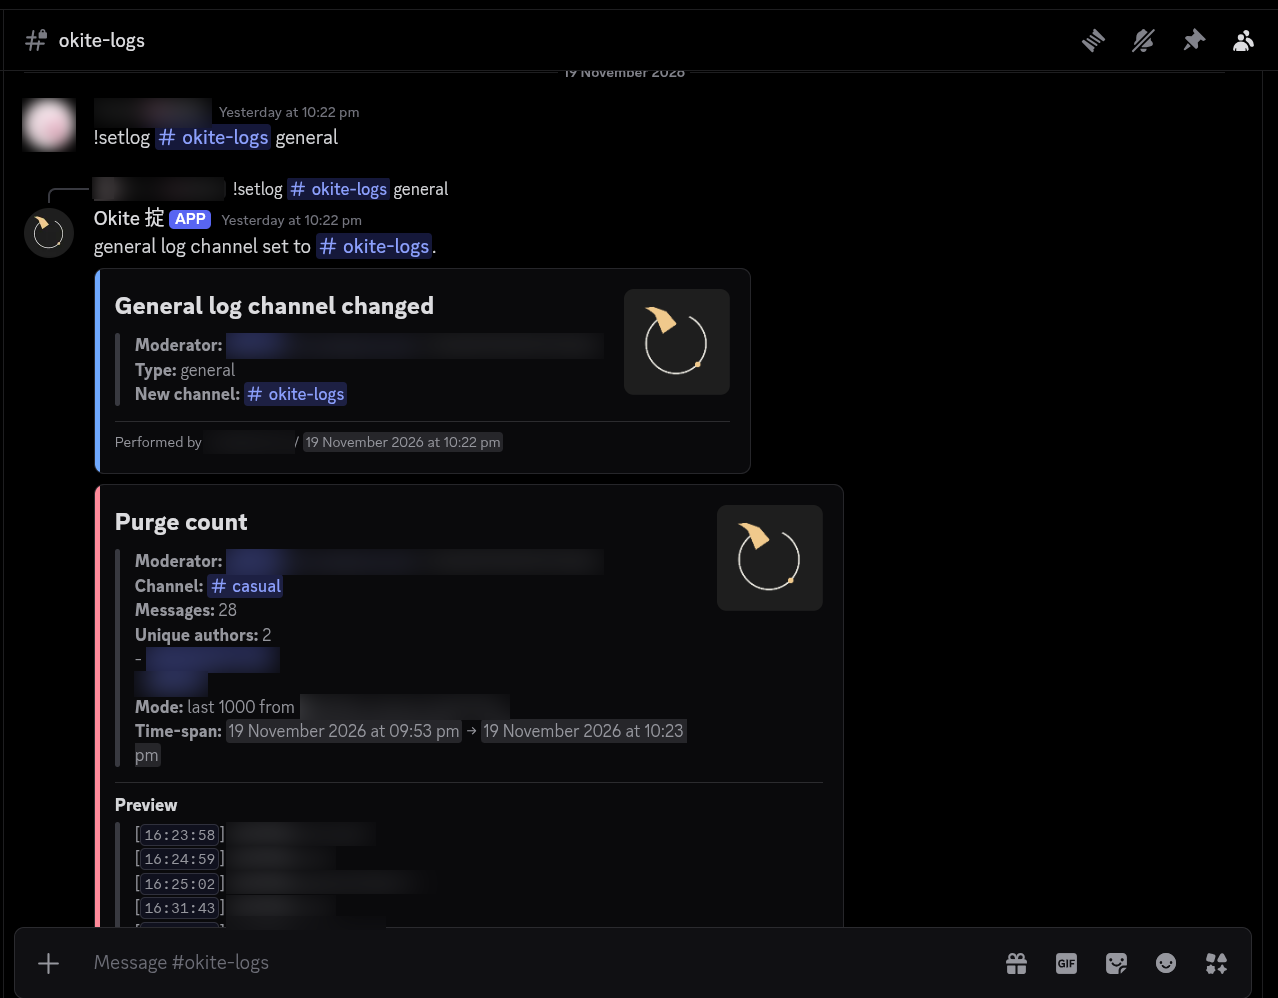 okite-logs
19 November 2026
Yesterday at 10:22 pm
!setlog # okite-logs general
!setlog # okite-logs general
Okite 掟 APP Yesterday at 10:22 pm
general log channel set to # okite-logs.
General log channel changed
Moderator:
Type: general
New channel: # okite-logs
Performed by / 19 November 2026 at 10:22 pm
Purge count
Moderator:
Channel: # casual
Messages: 28
Unique authors: 2
-
Mode: last 1000 from
Time-span: 19 November 2026 at 09:53 pm → 19 November 2026 at 10:23
pm
Preview
[16:23:58]
[16:24:59]
[16:25:02]
[16:31:43]
Message #okite-logs
GIF